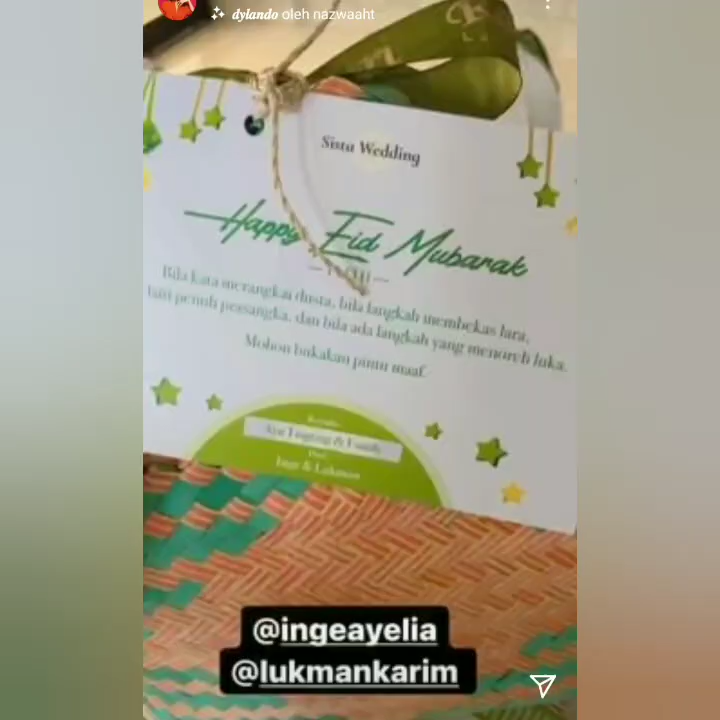 dylando oleh nazwaaht
Sista Wedding
Happy Eid Mubarak
Bila kata merangkai dusta, bila langkah membekas lara,
hati penuh prasangka, dan bila ada langkah yang menoreh luka.
Mohon bukakan pintu maaf.
Inge & Lukman
@ingeayelia
@lukmankarim